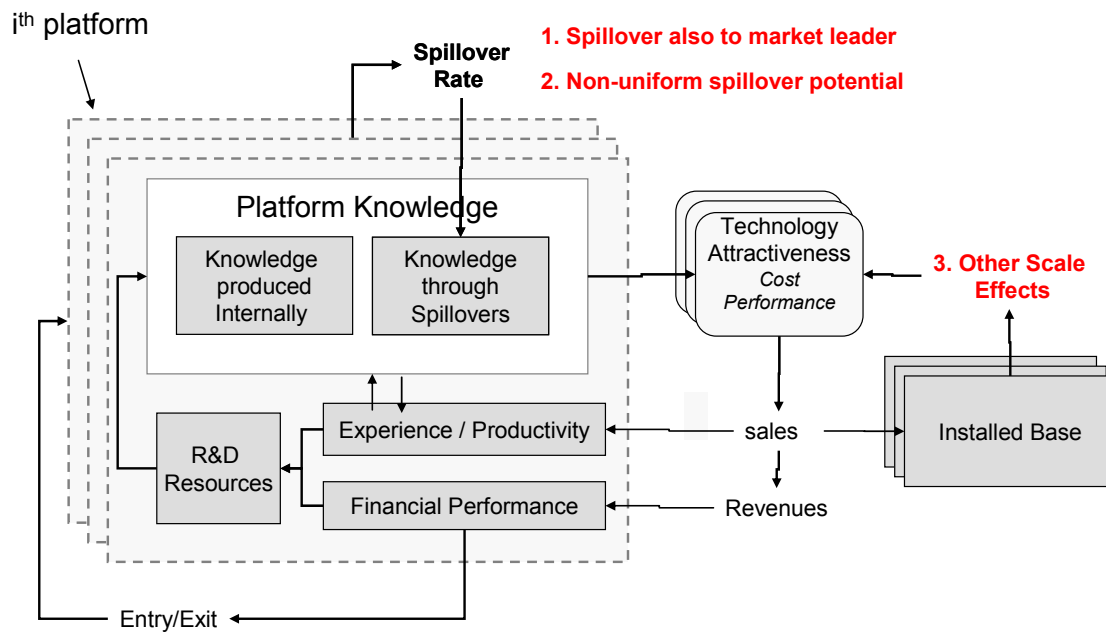 i^th platform
Spillover
Rate
1. Spillover also to market leader
2. Non-uniform spillover potential
Platform Knowledge
Knowledge
produced
Internally
Knowledge
through
Spillovers
Technology
Attractiveness
Cost
Performance
3. Other Scale
Effects
R&D
Resources
Experience / Productivity
Financial Performance
sales
Revenues
Installed Base
Entry/Exit